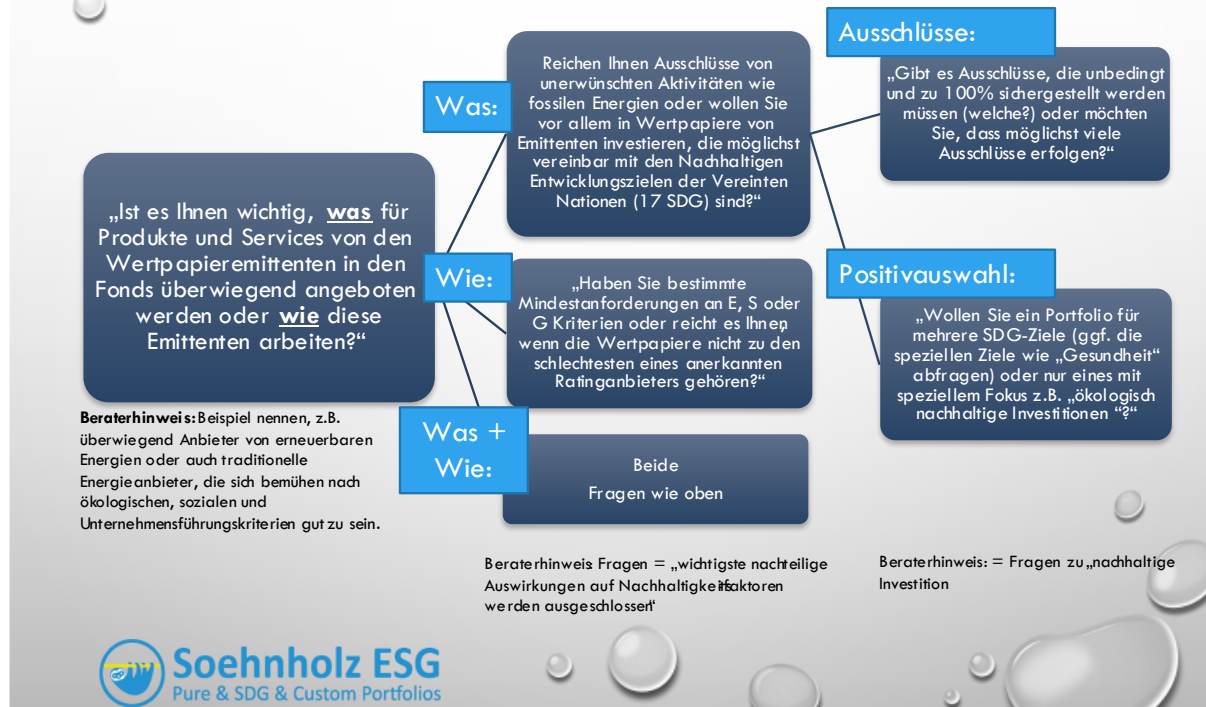 „Ist es Ihnen wichtig, was für
Produkte und Services von den
Wertpapieremittenten in den
Fonds überwiegend angeboten
werden oder wie diese
Emittenten arbeiten?“
Beraterhinweis: Beispiel nennen, z.B.
überwiegend Anbieter von erneuerbaren
Energien oder auch traditionelle
Energieanbieter, die sich bemühen nach
ökologischen, sozialen und
Unternehmensführungskriterien gut zu sein.
Was:
Reichen Ihnen Ausschlüsse von
unerwünschten Aktivitäten wie
fossilen Energien oder wollen Sie
vor allem in Wertpapiere von
Emittenten investieren, die möglichst
vereinbar mit den Nachhaltigen
Entwicklungszielen der Vereinten
Nationen (17 SDG) sind?“
Wie:
„Haben Sie bestimmte
Mindestanforderungen an E, S oder
G Kriterien oder reicht es Ihnen,
wenn die Wertpapiere nicht zu den
schlechtesten eines anerkannten
Ratinganbieters gehören?“
Was +
Wie:
Beide
Fragen wie oben
Beraterhinweis: Fragen = „wichtigste nachteilige
Auswirkungen auf Nachhaltigkeitsfaktoren
werden ausgeschlossen“
Ausschlüsse:
„Gibt es Ausschlüsse, die unbedingt
und zu 100% sichergestellt werden
müssen (welche?) oder möchten
Sie, dass möglichst viele
Ausschlüsse erfolgen?“
Positivauswahl:
„Wollen Sie ein Portfolio für
mehrere SDG-Ziele (ggf. die
speziellen Ziele wie „Gesundheit“
abfragen) oder nur eines mit
speziellem Fokus z.B. „ökologisch
nachhaltige Investitionen “?“
Beraterhinweis: = Fragen zu „nachhaltige
Investition
Soehnholz ESG
Pure & SDG & Custom Portfolios